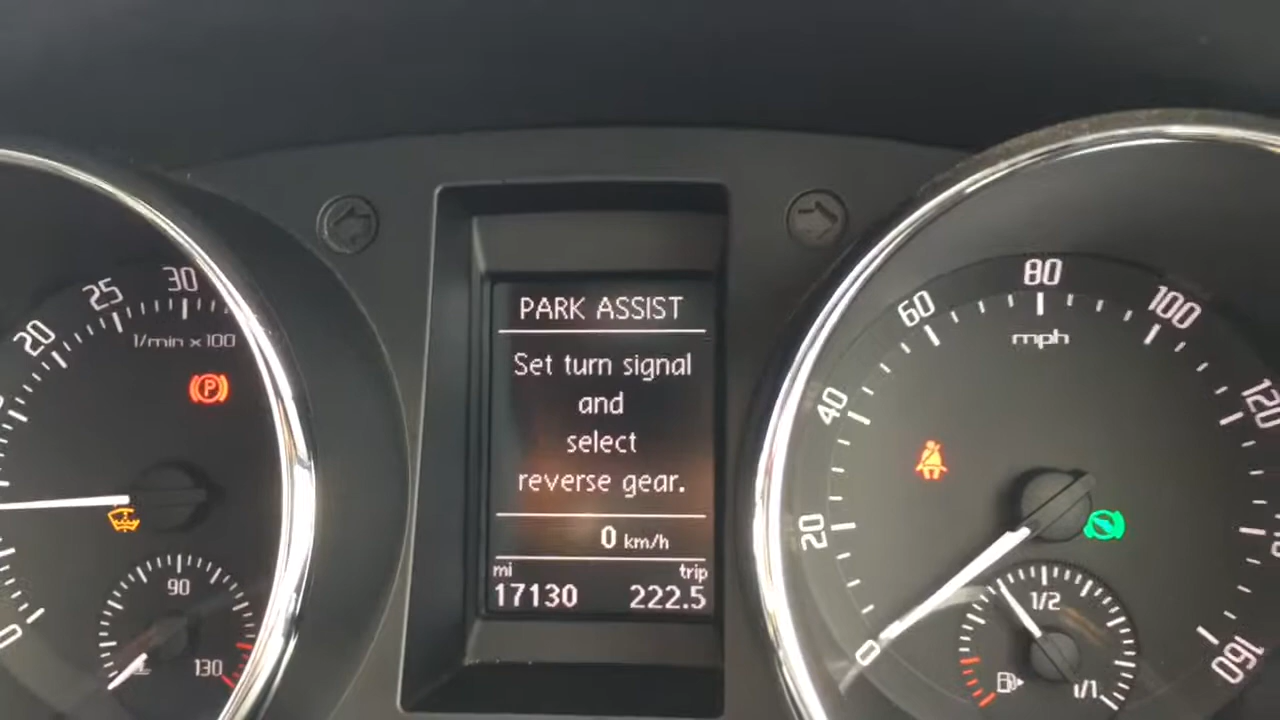 PARK ASSIST
Set turn signal
and
select
reverse gear.
0 km/h
mi trip
17130 222.5
20
25
30
1/min x 100
P
90
130
0
20
40
60
80
100
120
160
mph
1/2
1/1